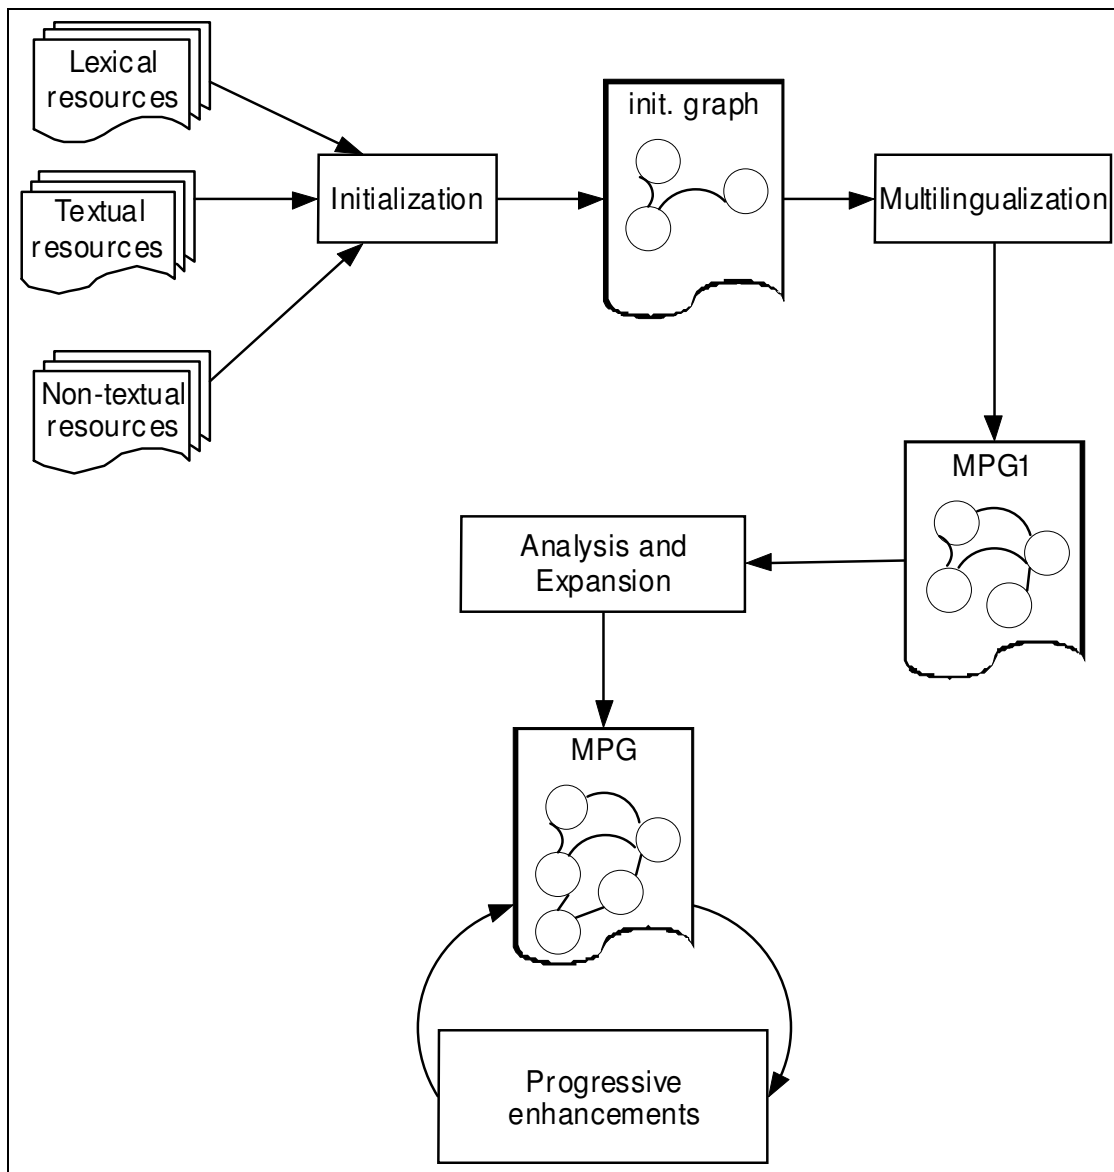 Lexical
resources
Textual
resources
Non-textual
resources
Initialization
init. graph
Multilingualization
MPG1
Analysis and
Expansion
MPG
Progressive
enhancements